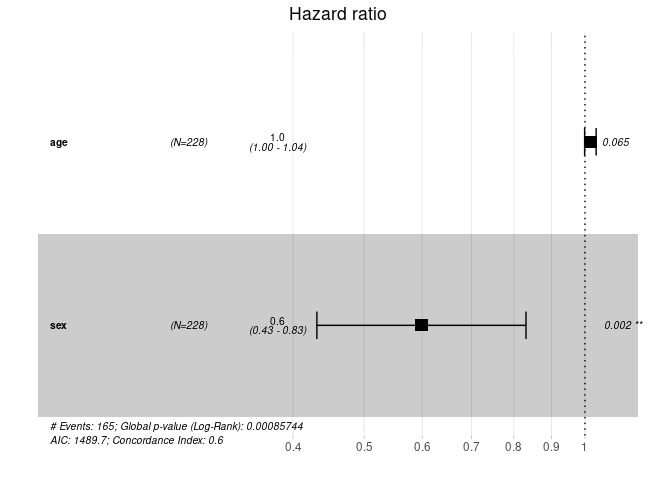 Hazard ratio
age (N=228) 1.0 0.065
(1.00 - 1.04)
sex (N=228) 0.6 0.002 **
(0.43 - 0.83)
# Events: 165; Global p-value (Log-Rank): 0.00085744
AIC: 1489.7; Concordance Index: 0.6
0.4 0.5 0.6 0.7 0.8 0.9 1